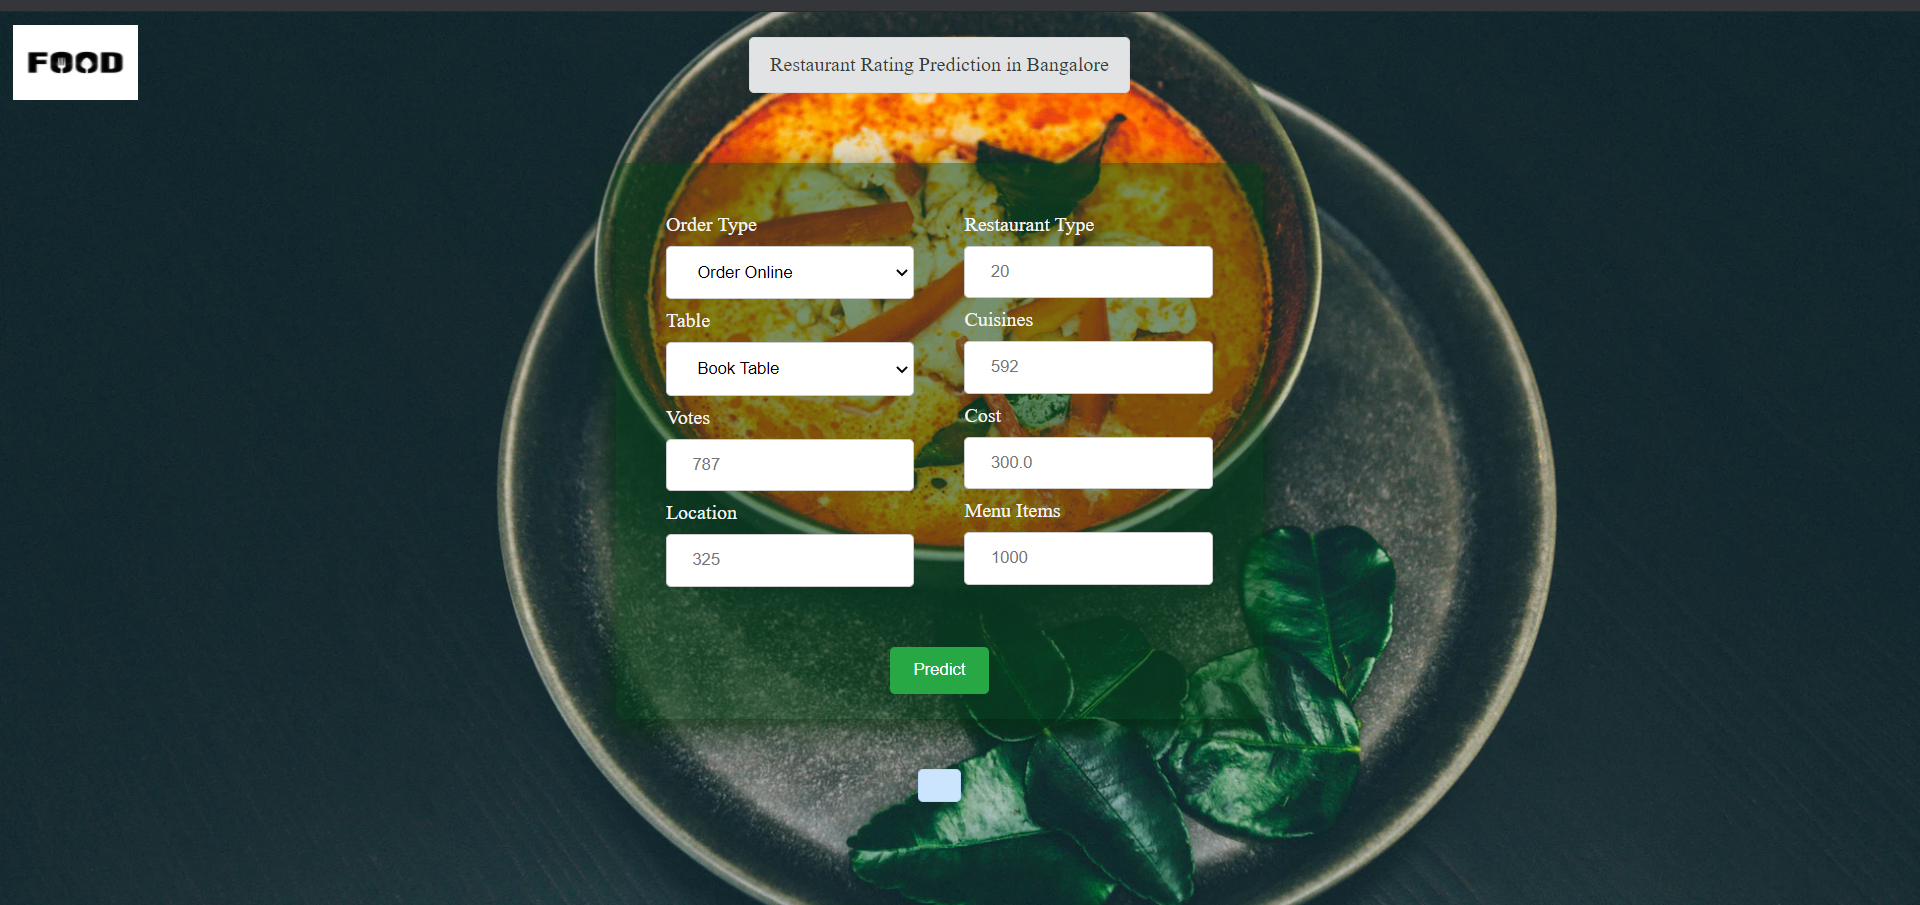 FOOD
Restaurant Rating Prediction in Bangalore
Order Type
Order Online
Table
Book Table
Votes
787
Location
325
Restaurant Type
20
Cuisines
592
Cost
300.0
Menu Items
1000
Predict